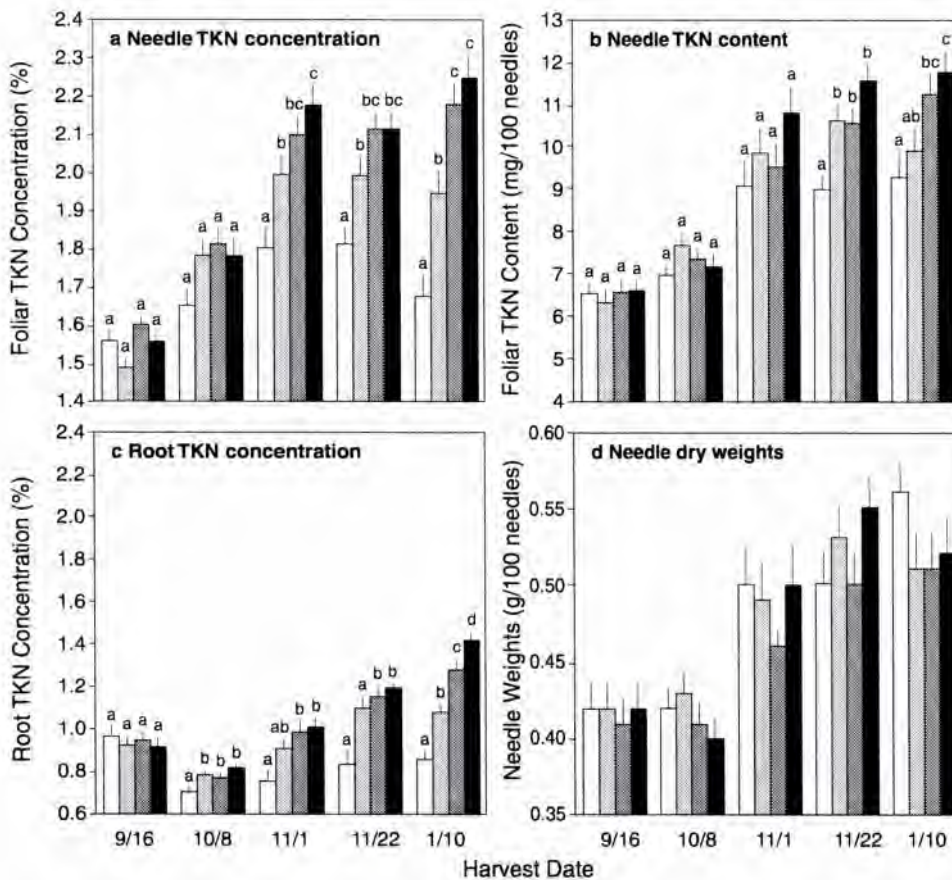 a Needle TKN concentration
Foliar TKN Concentration (%)
2.4
2.3
2.2
2.1
2.0
1.9
1.8
1.7
1.6
1.5
1.4
a a a a
a a a a
a b bc c
a b bc bc
a b c c
b Needle TKN content
Foliar TKN Content (mg/100 needles)
13
12
11
10
9
8
7
6
5
4
a a a a
a a a a
a a a a
a b b b
a ab bc c
c Root TKN concentration
Root TKN Concentration (%)
2.4
2.2
2.0
1.8
1.6
1.4
1.2
1.0
0.8
0.6
a a a a
a b b b
a ab b b
a a b b
a b c d
9/16 10/8 11/1 11/22 1/10
d Needle dry weights
Needle Weights (g/100 needles)
0.60
0.55
0.50
0.45
0.40
0.35
9/16 10/8 11/1 11/22 1/10
Harvest Date